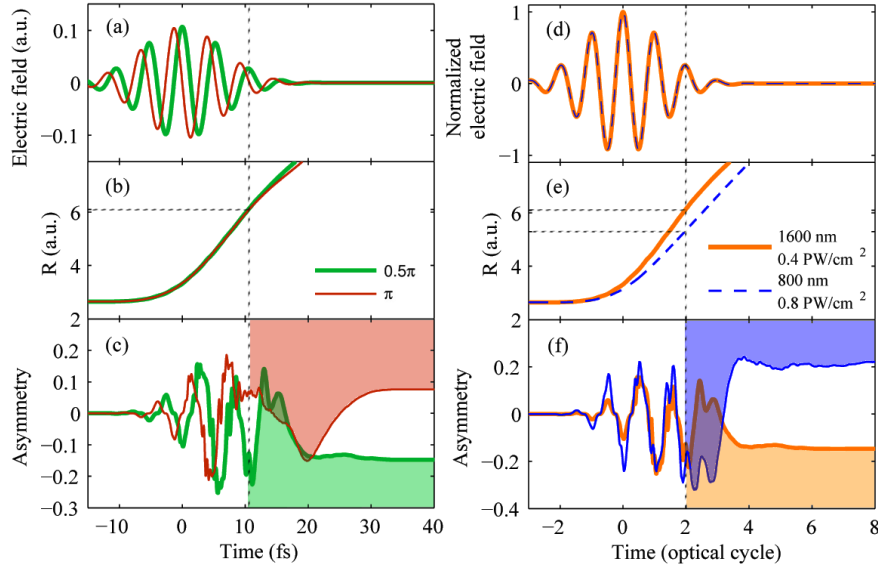 (a)
Electric field (a.u.)
0.1
0
−0.1
(b)
R (a.u.)
6
4
2
0.5π
π
(c)
Asymmetry
0.2
0.1
0
−0.1
−0.2
−0.3
−10
0
10
20
30
40
Time (fs)
(d)
Normalized
electric field
1
0
−1
(e)
R (a.u.)
6
4
2
1600 nm
0.4 PW/cm 2
800 nm
0.8 PW/cm 2
(f)
Asymmetry
0.2
0
−0.2
−0.4
−2
0
2
4
6
8
Time (optical cycle)